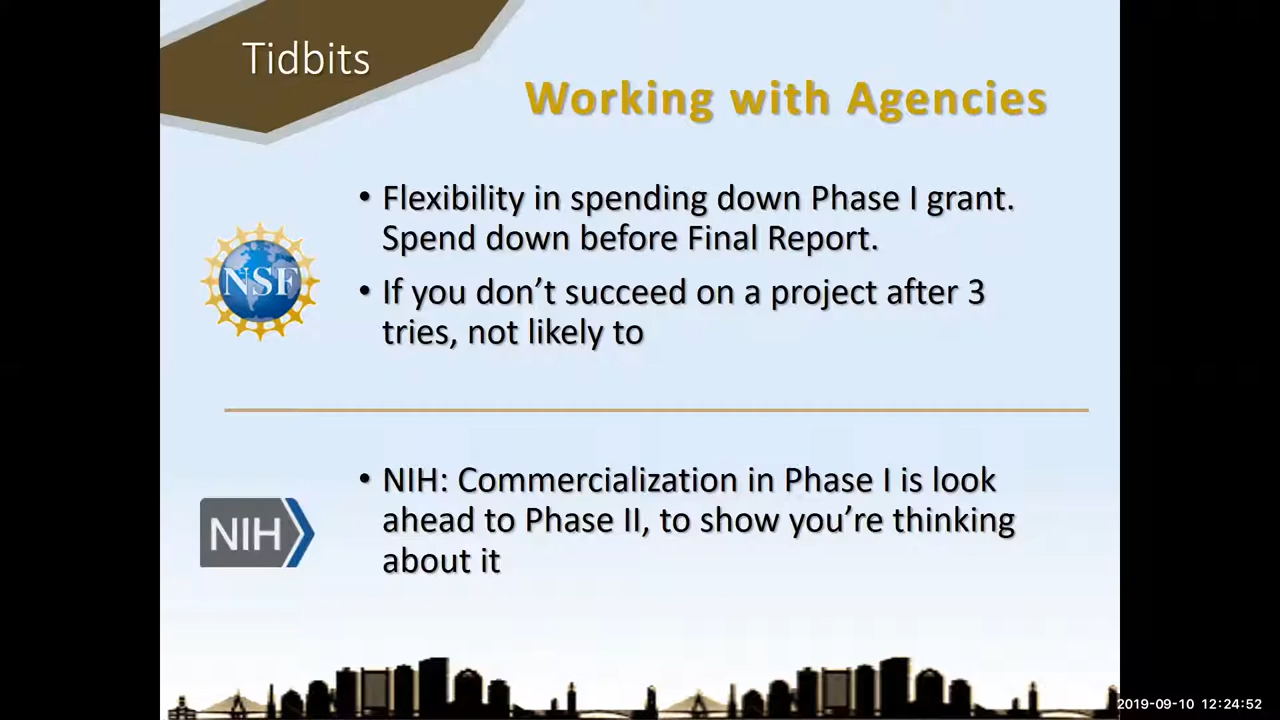 Tidbits
Working with Agencies
• Flexibility in spending down Phase I grant.
Spend down before Final Report.
NSF
• If you don’t succeed on a project after 3
tries, not likely to
• NIH: Commercialization in Phase I is look
ahead to Phase II, to show you’re thinking
about it
NIH
2019-09-10 12:24:52